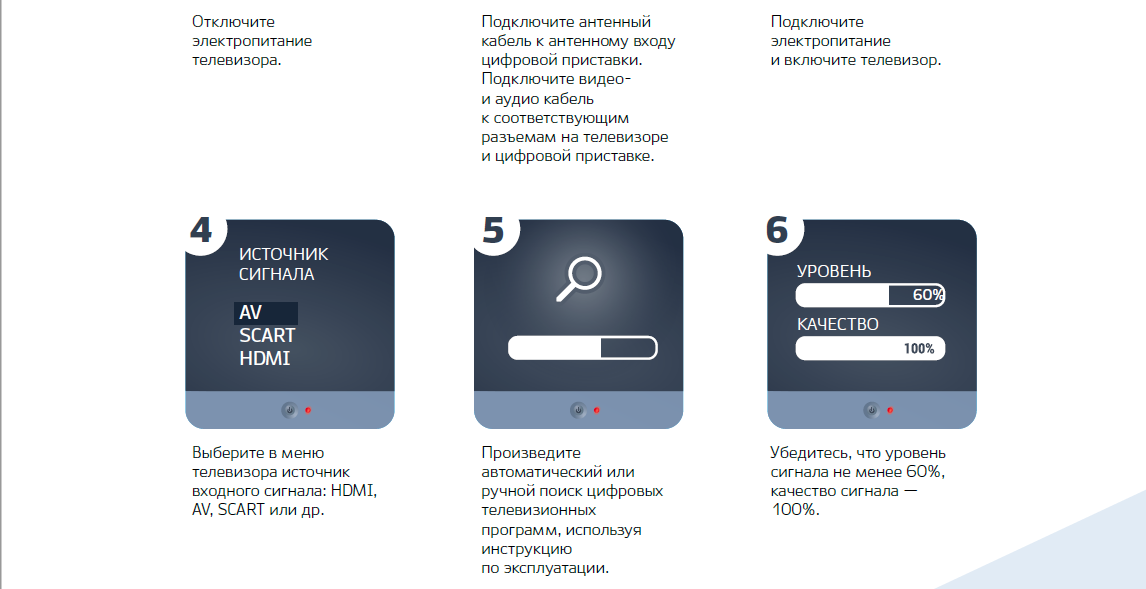 Отключите
электропитание
телевизора.
Подключите антенный
кабель к антенному входу
цифровой приставки.
Подключите видео-
и аудио кабель
к соответствующим
разъемам на телевизоре
и цифровой приставке.
Подключите
электропитание
и включите телевизор.
4
ИСТОЧНИК
СИГНАЛА
AV
SCART
HDMI
Выберите в меню
телевизора источник
входного сигнала: HDMI,
AV, SCART или др.
5
Произведите
автоматический или
ручной поиск цифровых
телевизионных
программ, используя
инструкцию
по эксплуатации.
6
УРОВЕНЬ
60%
КАЧЕСТВО
100%
Убедитесь, что уровень
сигнала не менее 60%,
качество сигнала —
100%.